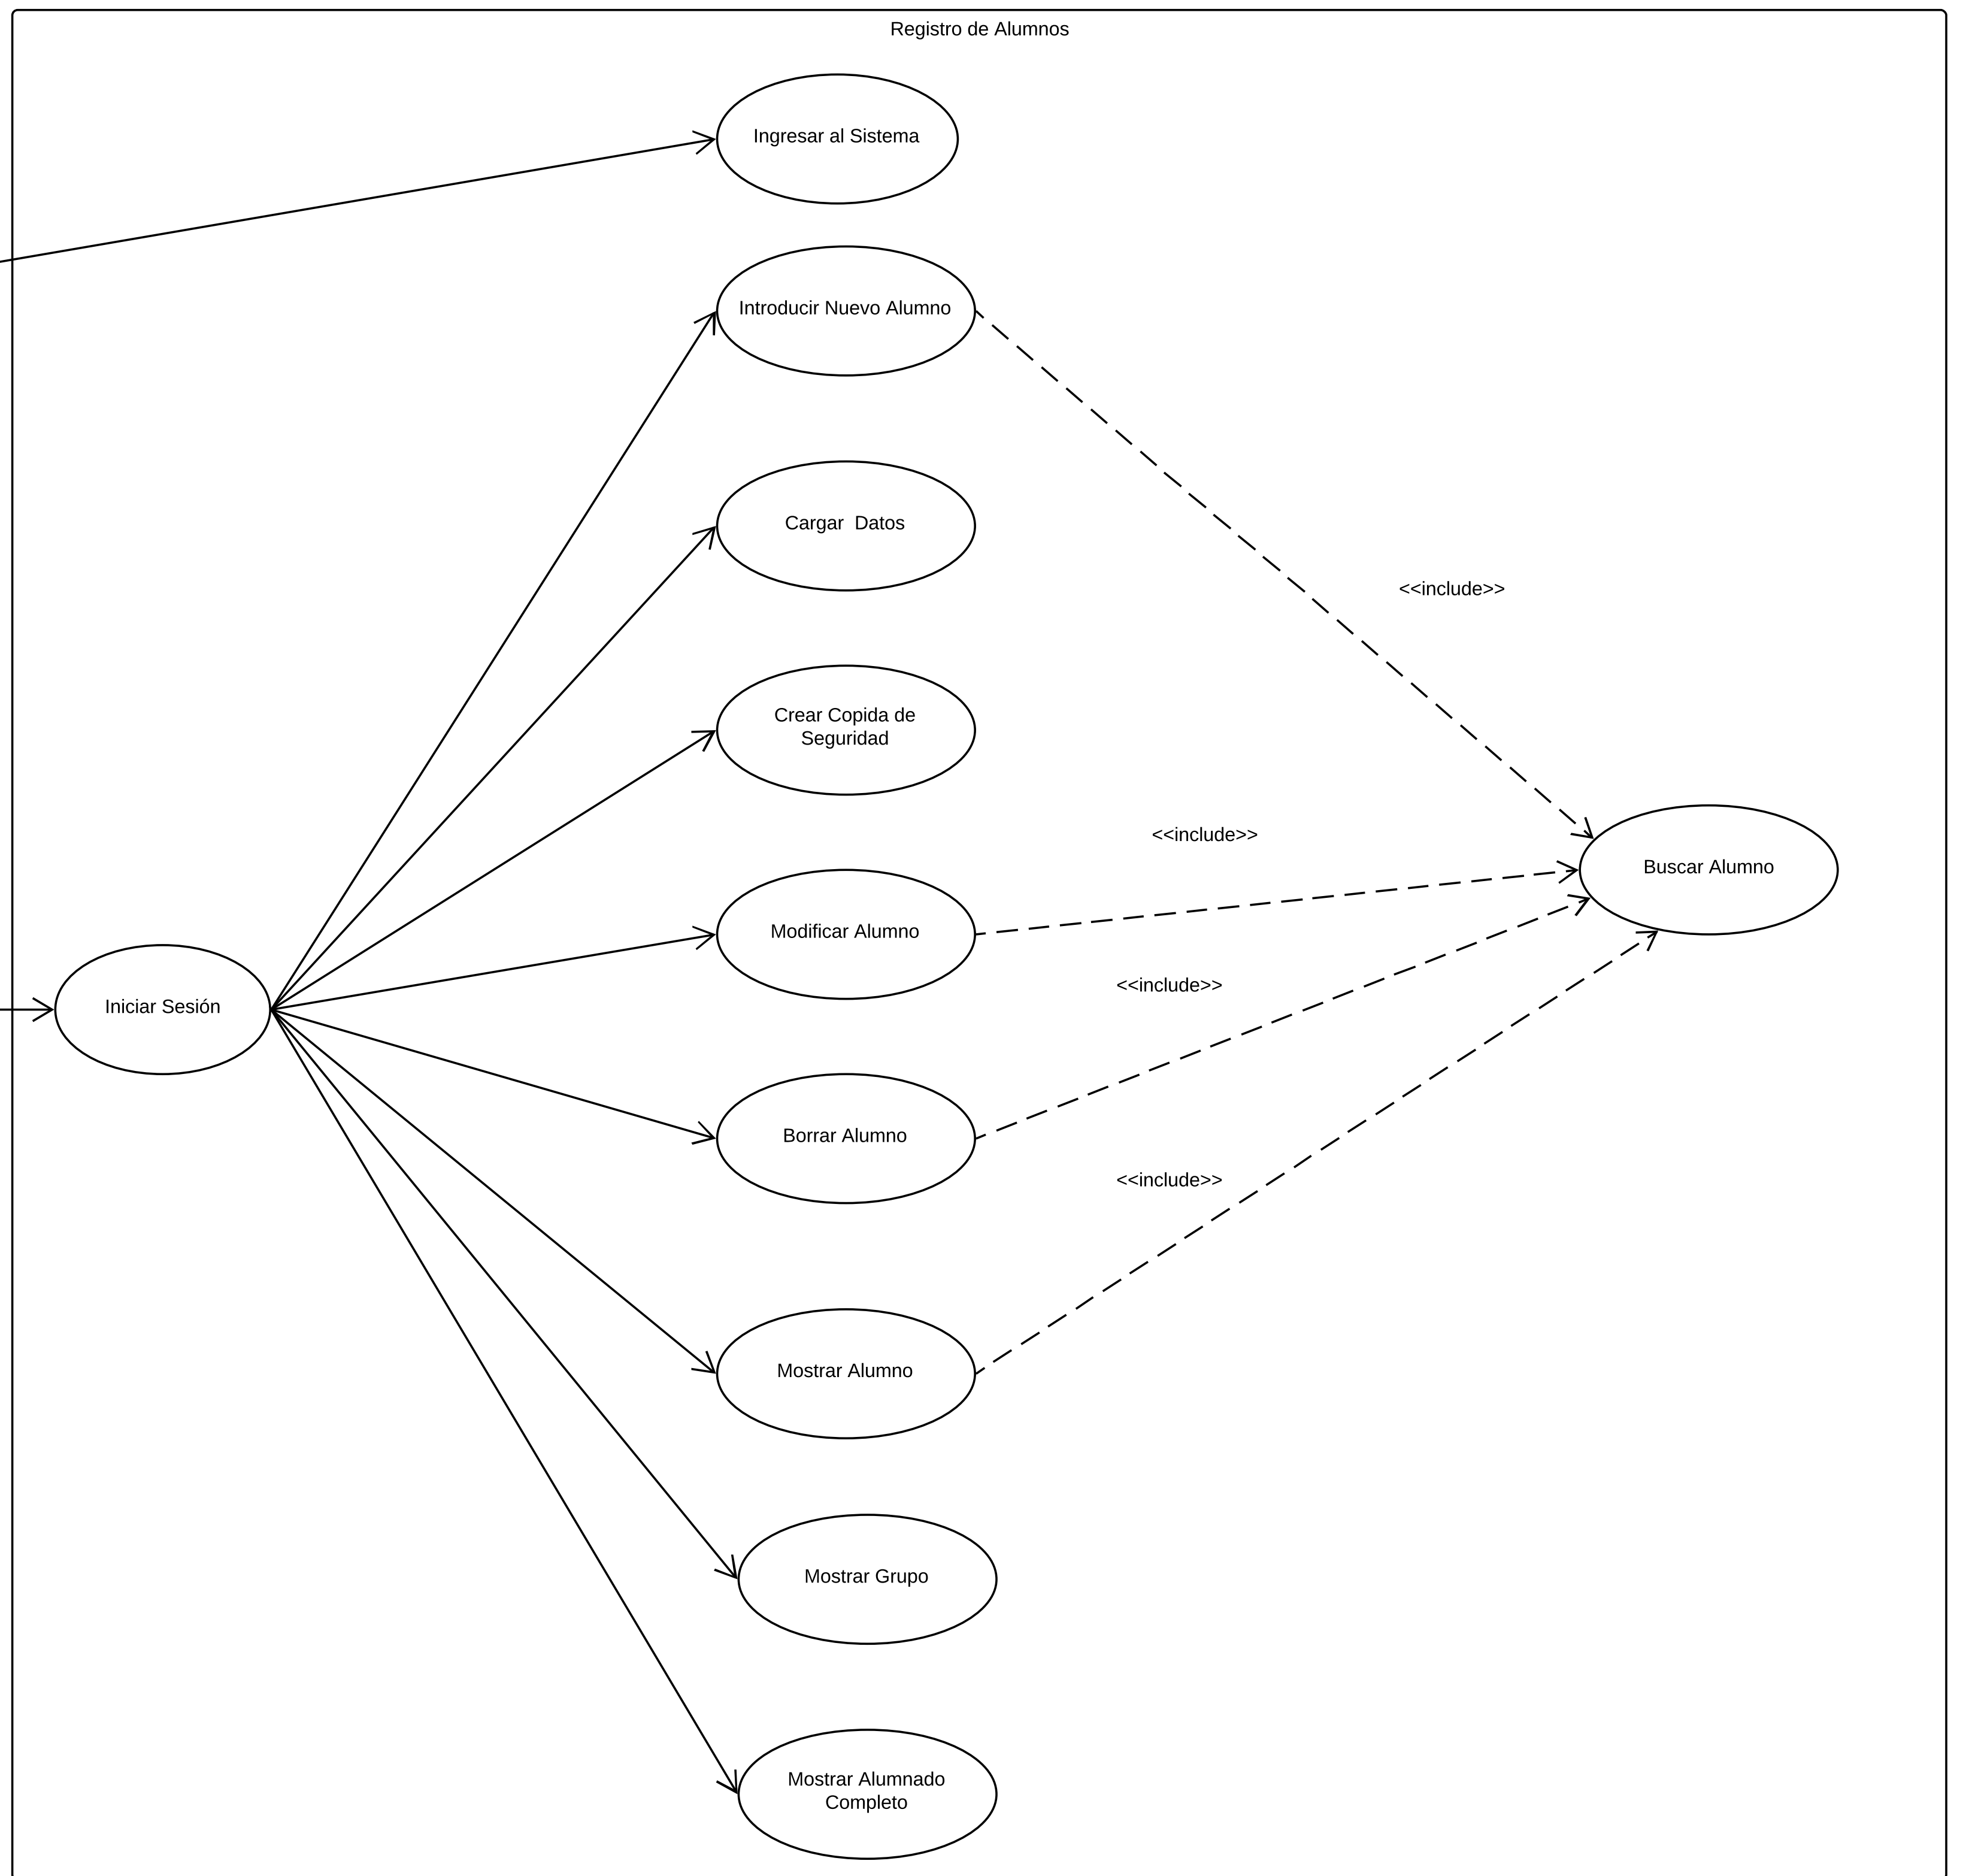 Registro de Alumnos
Ingresar al Sistema
Introducir Nuevo Alumno
Cargar  Datos
<<include>>
Crear Copida de
Seguridad
<<include>>
Buscar Alumno
Modificar Alumno
<<include>>
Iniciar Sesión
Borrar Alumno
<<include>>
Mostrar Alumno
Mostrar Grupo
Mostrar Alumnado
Completo